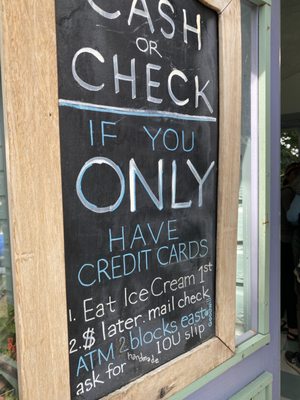 CASH
OR
CHECK
IF YOU
ONLY
HAVE
CREDIT CARDS
1. Eat Ice Cream 1st
2. $ later. mail check
ATM 2 blocks east
ask for handmade IOU slip